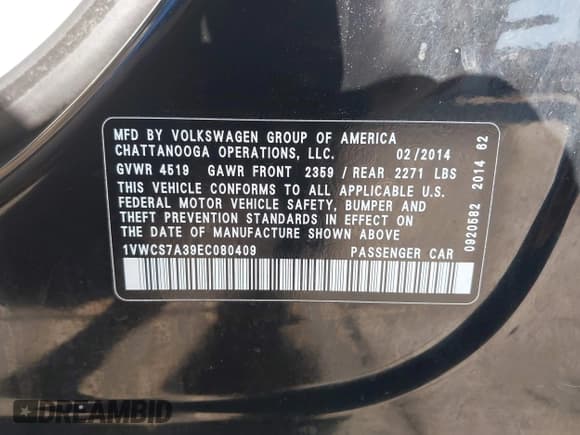 MFD BY VOLKSWAGEN GROUP OF AMERICA
CHATTANOOGA OPERATIONS, LLC. 02/2014
GVWR 4519 GAWR FRONT 2359 / REAR 2271 LBS
THIS VEHICLE CONFORMS TO ALL APPLICABLE U.S.
FEDERAL MOTOR VEHICLE SAFETY, BUMPER AND
THEFT PREVENTION STANDARDS IN EFFECT ON
THE DATE OF MANUFACTURE SHOWN ABOVE
1VWCS7A39EC080409 PASSENGER CAR
0920582 2014 62
DREAMBID